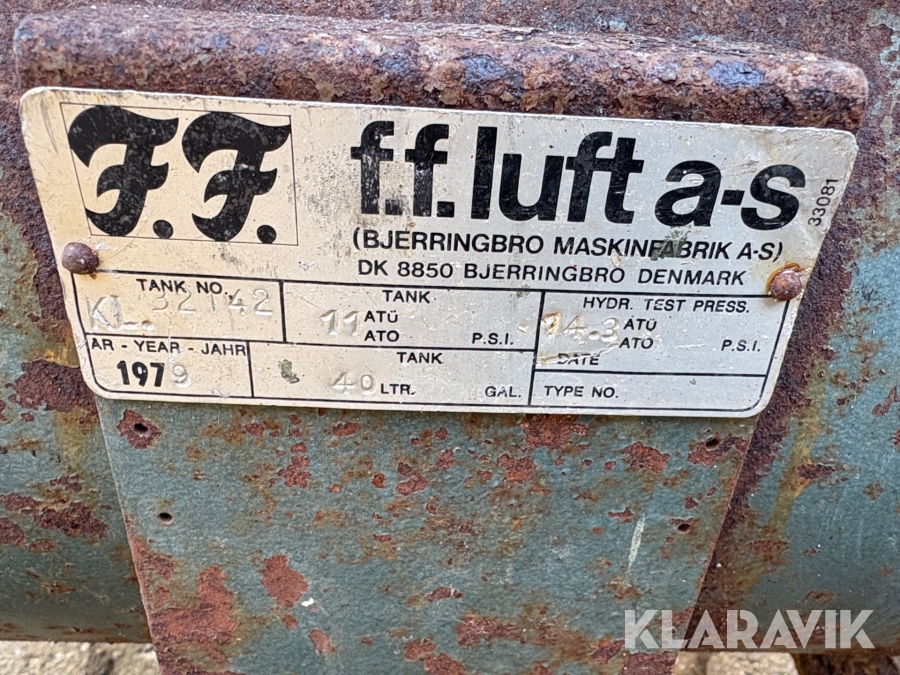 F.F.
f.f. luft a-s
33081
(BJERRINGBRO MASKINFABRIK A-S)
DK 8850 BJERRINGBRO DENMARK
TANK NO.
KL. 32142
TANK
11 ATÜ
ATO P.S.I.
HYDR. TEST PRESS.
14.3 ATÜ
ATO P.S.I.
DATE
AR - YEAR - JAHR
1979
TANK
40 LTR. GAL.
TYPE NO.
KLARAVIK